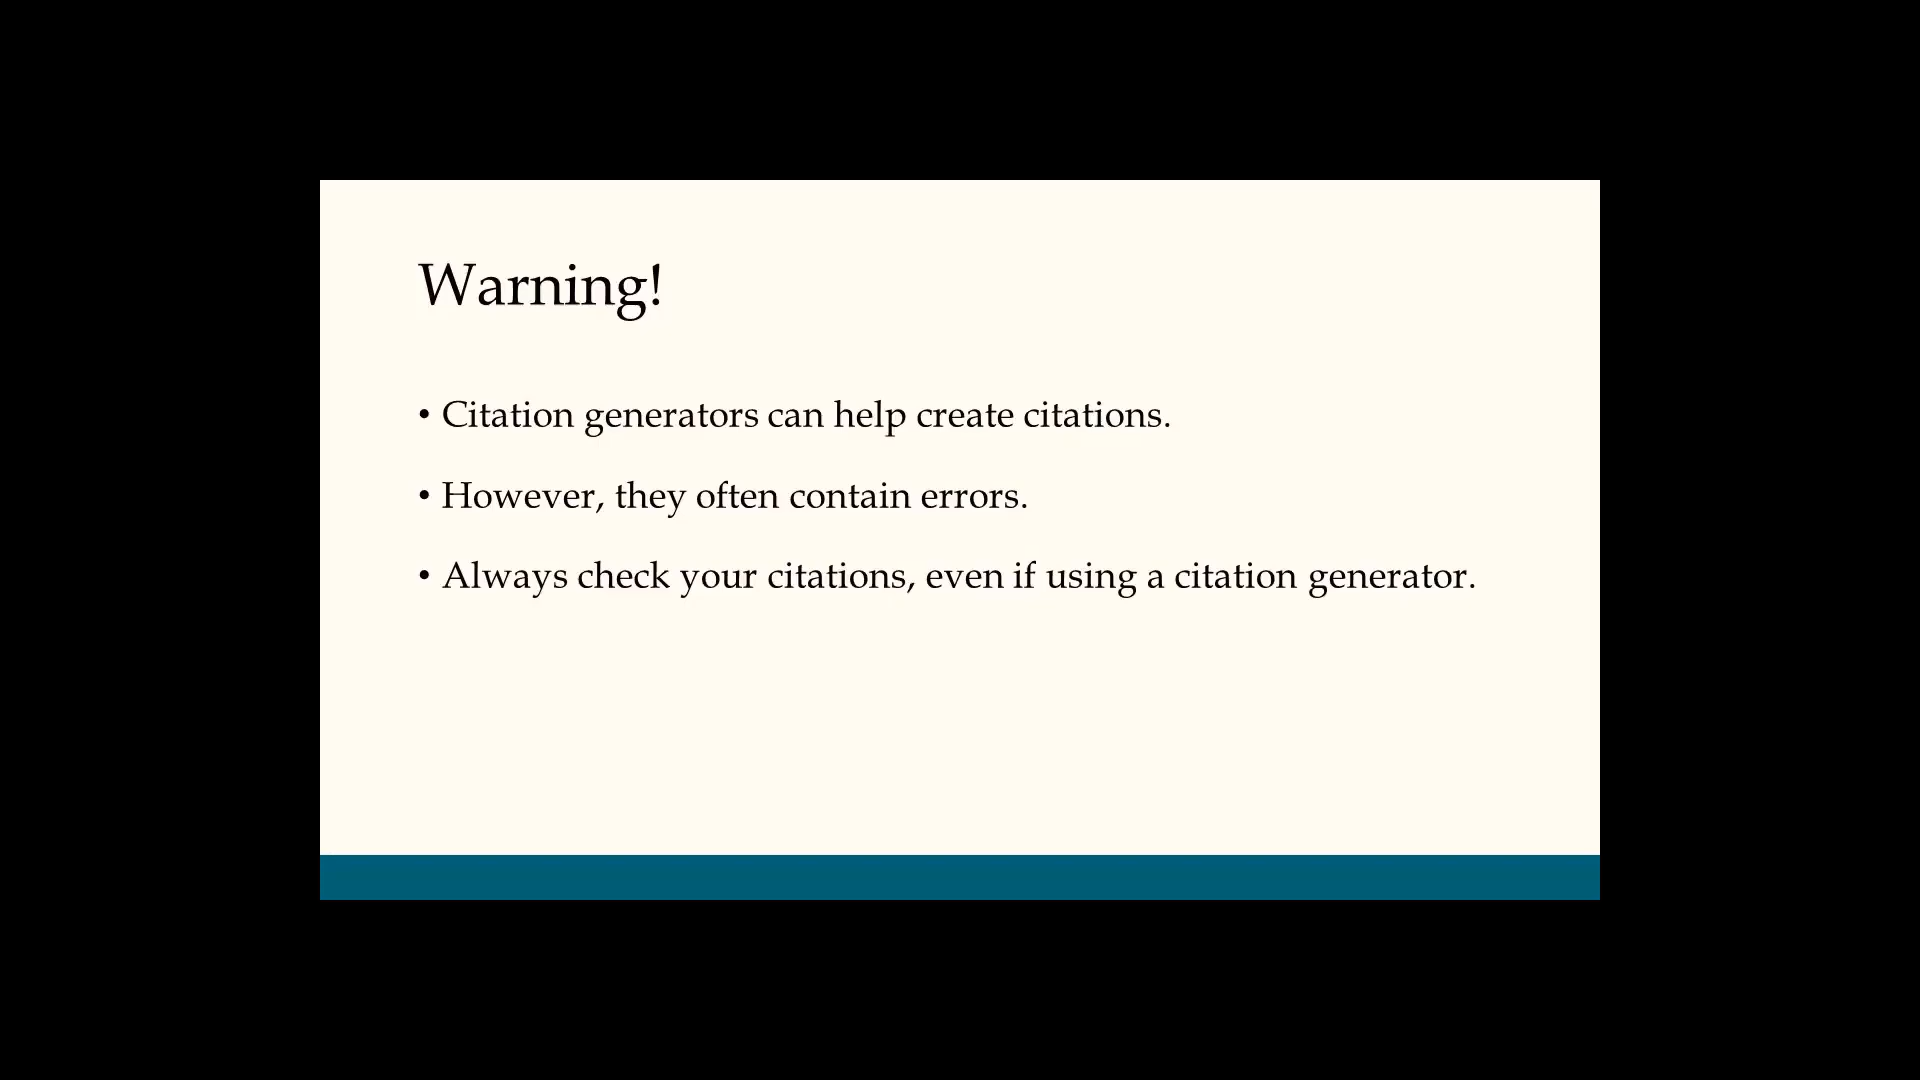 Warning!
• Citation generators can help create citations.
• However, they often contain errors.
• Always check your citations, even if using a citation generator.